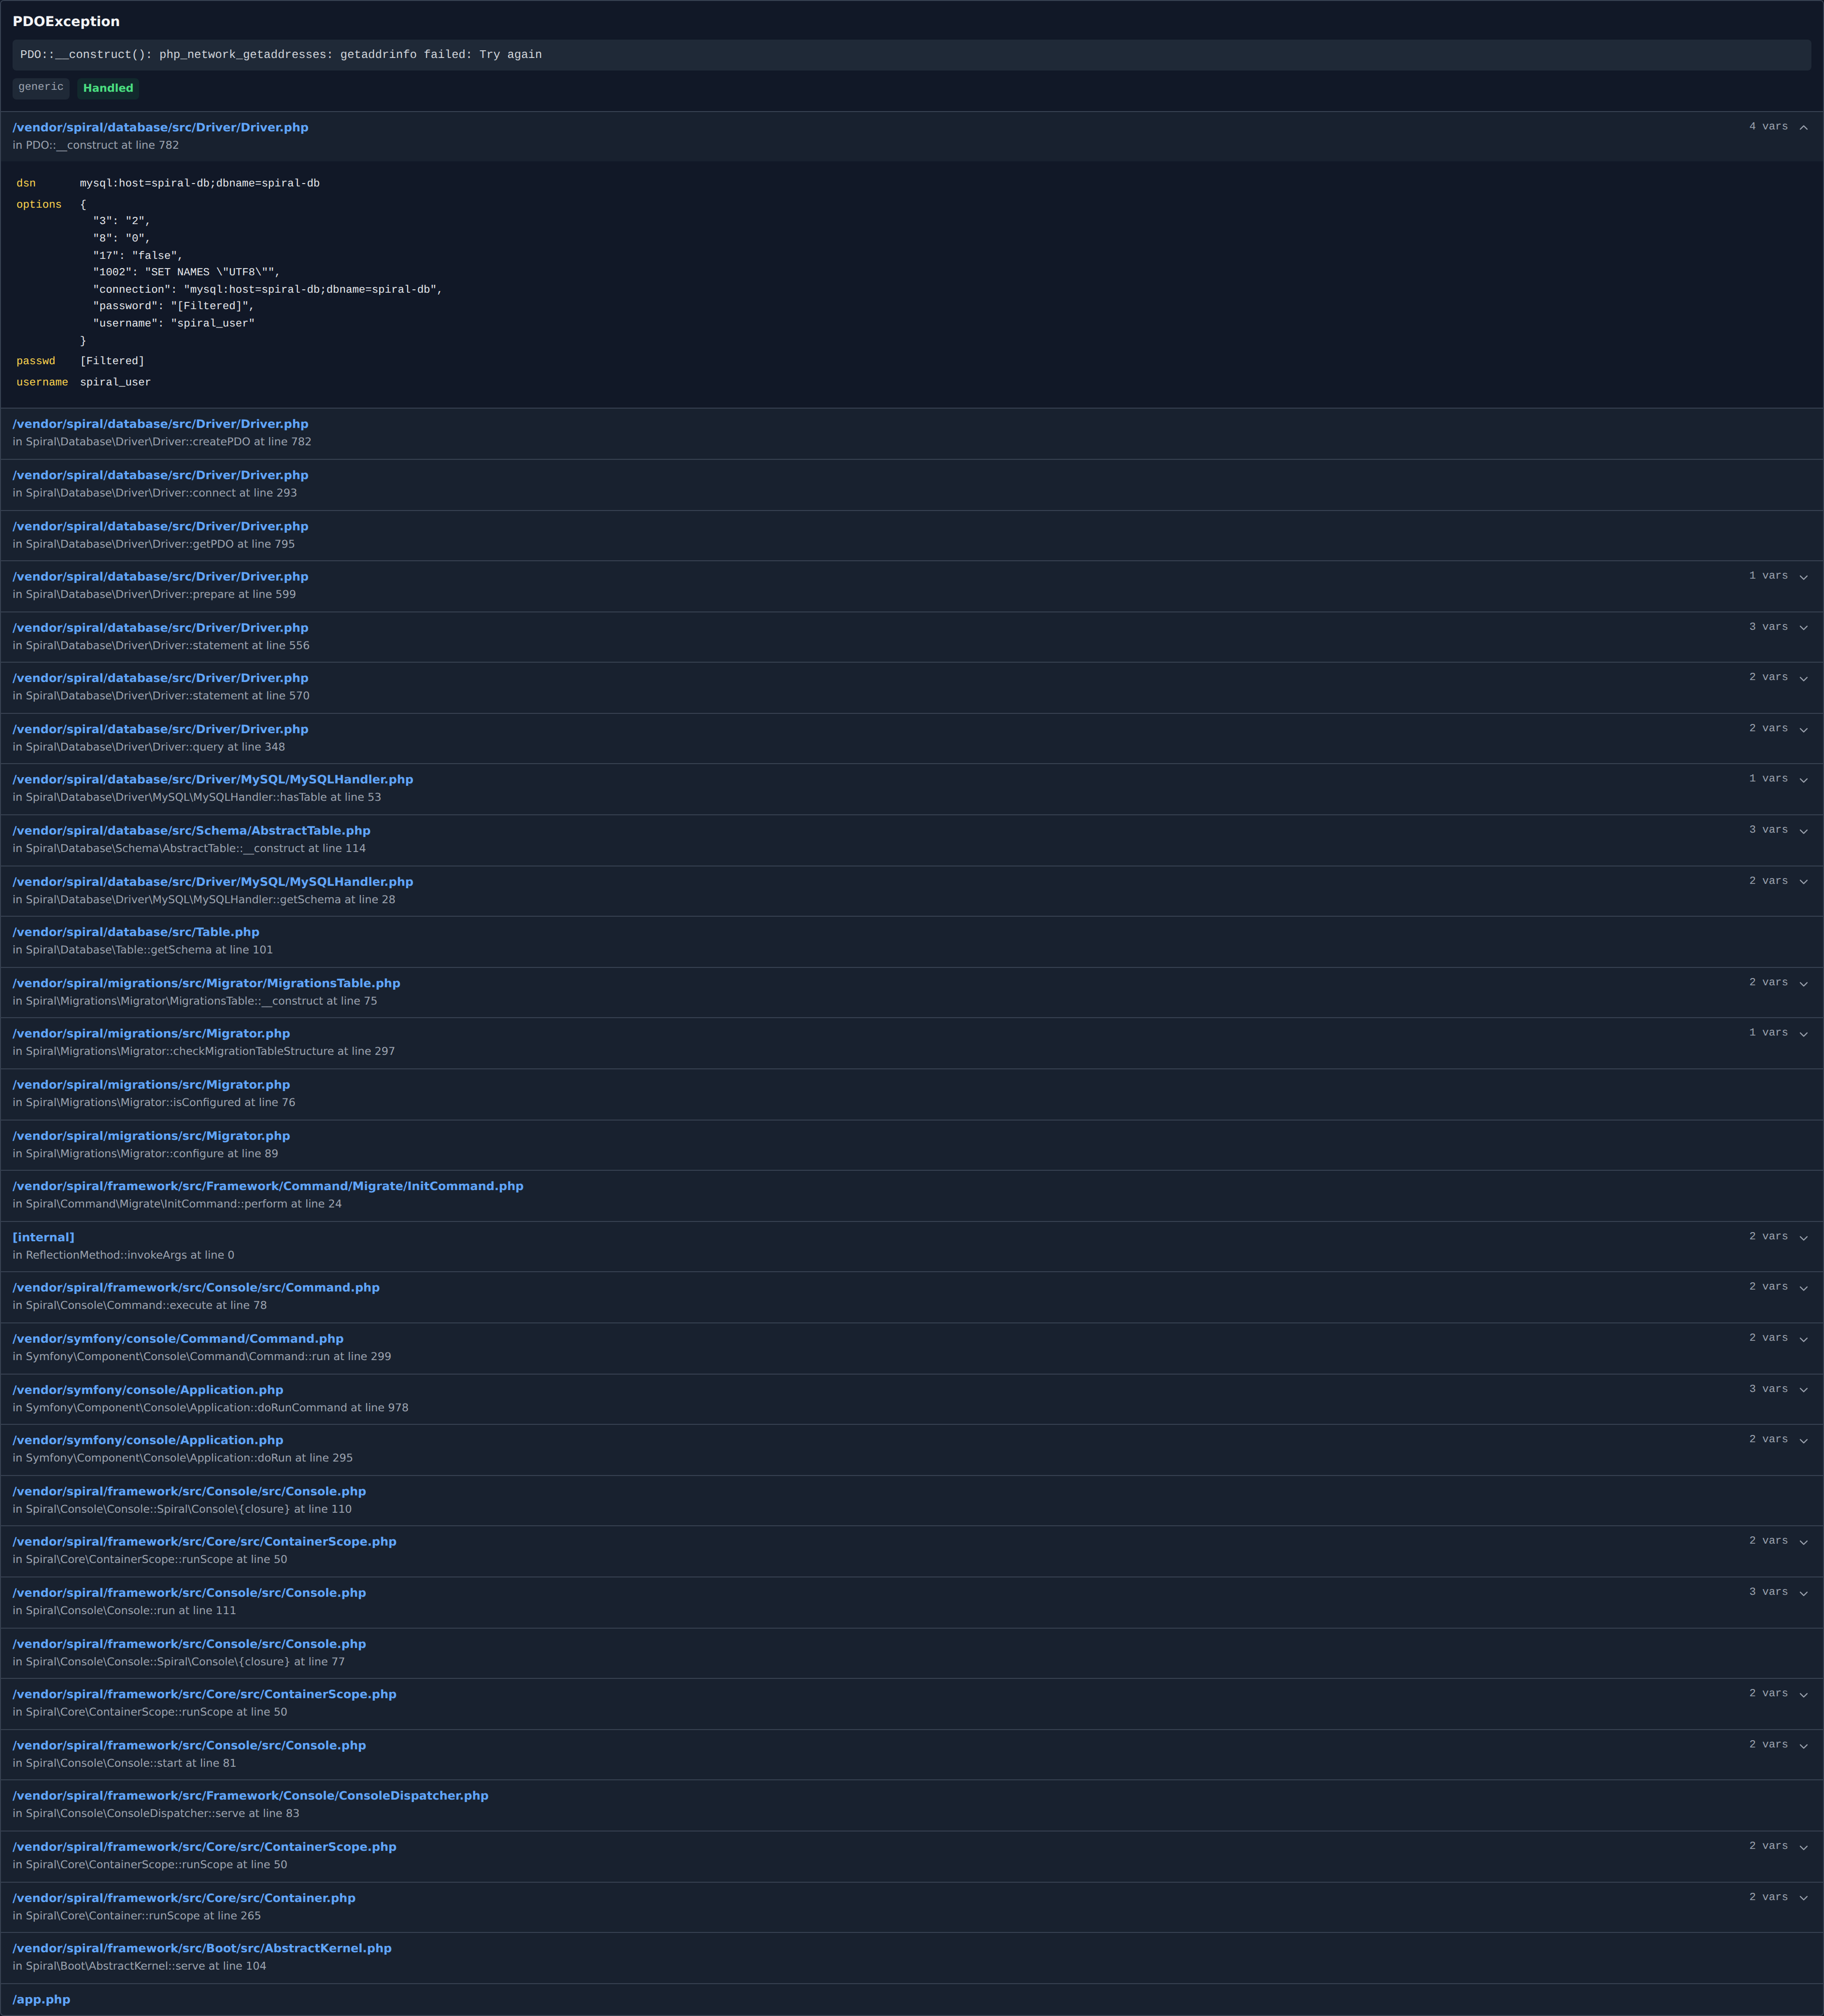 PDOException
PDO::__construct(): php_network_getaddresses: getaddrinfo failed: Try again
generic Handled
/vendor/spiral/database/src/Driver/Driver.php 4 vars
in PDO::__construct at line 782
dsn mysql:host=spiral-db;dbname=spiral-db
options {
"3": "2",
"8": "0",
"17": "false",
"1002": "SET NAMES \"UTF8\"",
"connection": "mysql:host=spiral-db;dbname=spiral-db",
"password": "[Filtered]",
"username": "spiral_user"
}
passwd [Filtered]
username spiral_user
/vendor/spiral/database/src/Driver/Driver.php
in Spiral\Database\Driver\Driver::createPDO at line 782
/vendor/spiral/database/src/Driver/Driver.php
in Spiral\Database\Driver\Driver::connect at line 293
/vendor/spiral/database/src/Driver/Driver.php
in Spiral\Database\Driver\Driver::getPDO at line 795
/vendor/spiral/database/src/Driver/Driver.php 1 vars
in Spiral\Database\Driver\Driver::prepare at line 599
/vendor/spiral/database/src/Driver/Driver.php 3 vars
in Spiral\Database\Driver\Driver::statement at line 556
/vendor/spiral/database/src/Driver/Driver.php 2 vars
in Spiral\Database\Driver\Driver::statement at line 570
/vendor/spiral/database/src/Driver/Driver.php 2 vars
in Spiral\Database\Driver\Driver::query at line 348
/vendor/spiral/database/src/Driver/MySQL/MySQLHandler.php 1 vars
in Spiral\Database\Driver\MySQL\MySQLHandler::hasTable at line 53
/vendor/spiral/database/src/Schema/AbstractTable.php 3 vars
in Spiral\Database\Schema\AbstractTable::__construct at line 114
/vendor/spiral/database/src/Driver/MySQL/MySQLHandler.php 2 vars
in Spiral\Database\Driver\MySQL\MySQLHandler::getSchema at line 28
/vendor/spiral/database/src/Table.php
in Spiral\Database\Table::getSchema at line 101
/vendor/spiral/migrations/src/Migrator/MigrationsTable.php 2 vars
in Spiral\Migrations\Migrator\MigrationsTable::__construct at line 75
/vendor/spiral/migrations/src/Migrator.php 1 vars
in Spiral\Migrations\Migrator::checkMigrationTableStructure at line 297
/vendor/spiral/migrations/src/Migrator.php
in Spiral\Migrations\Migrator::isConfigured at line 76
/vendor/spiral/migrations/src/Migrator.php
in Spiral\Migrations\Migrator::configure at line 89
/vendor/spiral/framework/src/Framework/Command/Migrate/InitCommand.php
in Spiral\Command\Migrate\InitCommand::perform at line 24
[internal] 2 vars
in ReflectionMethod::invokeArgs at line 0
/vendor/spiral/framework/src/Console/src/Command.php 2 vars
in Spiral\Console\Command::execute at line 78
/vendor/symfony/console/Command/Command.php 2 vars
in Symfony\Component\Console\Command\Command::run at line 299
/vendor/symfony/console/Application.php 3 vars
in Symfony\Component\Console\Application::doRunCommand at line 978
/vendor/symfony/console/Application.php 2 vars
in Symfony\Component\Console\Application::doRun at line 295
/vendor/spiral/framework/src/Console/src/Console.php
in Spiral\Console\Console::Spiral\Console\{closure} at line 110
/vendor/spiral/framework/src/Core/src/ContainerScope.php 2 vars
in Spiral\Core\ContainerScope::runScope at line 50
/vendor/spiral/framework/src/Console/src/Console.php 3 vars
in Spiral\Console\Console::run at line 111
/vendor/spiral/framework/src/Console/src/Console.php
in Spiral\Console\Console::Spiral\Console\{closure} at line 77
/vendor/spiral/framework/src/Core/src/ContainerScope.php 2 vars
in Spiral\Core\ContainerScope::runScope at line 50
/vendor/spiral/framework/src/Console/src/Console.php 2 vars
in Spiral\Console\Console::start at line 81
/vendor/spiral/framework/src/Framework/Console/ConsoleDispatcher.php
in Spiral\Console\ConsoleDispatcher::serve at line 83
/vendor/spiral/framework/src/Core/src/ContainerScope.php 2 vars
in Spiral\Core\ContainerScope::runScope at line 50
/vendor/spiral/framework/src/Core/src/Container.php 2 vars
in Spiral\Core\Container::runScope at line 265
/vendor/spiral/framework/src/Boot/src/AbstractKernel.php
in Spiral\Boot\AbstractKernel::serve at line 104
/app.php